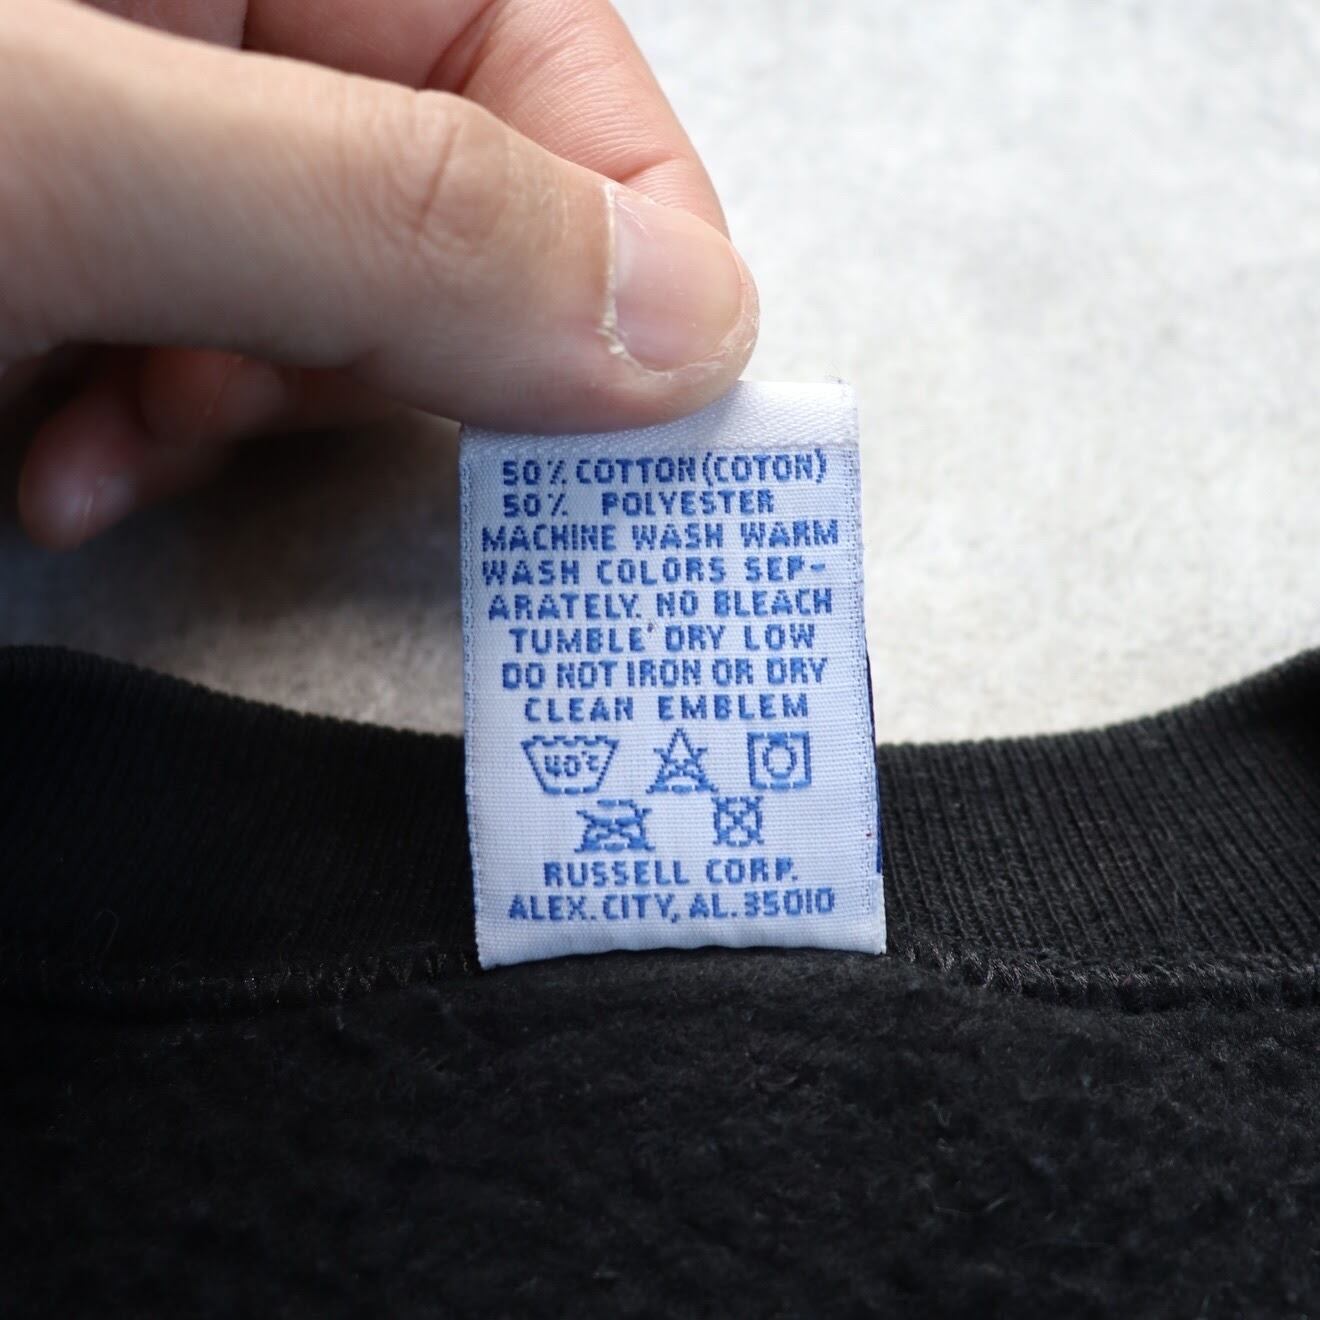 50% COTTON (COTON)
50% POLYESTER
MACHINE WASH WARM
WASH COLORS SEP-
ARATELY. NO BLEACH
TUMBLE DRY LOW
DO NOT IRON OR DRY
CLEAN EMBLEM
40°C
RUSSELL CORP.
ALEX. CITY, AL. 35010